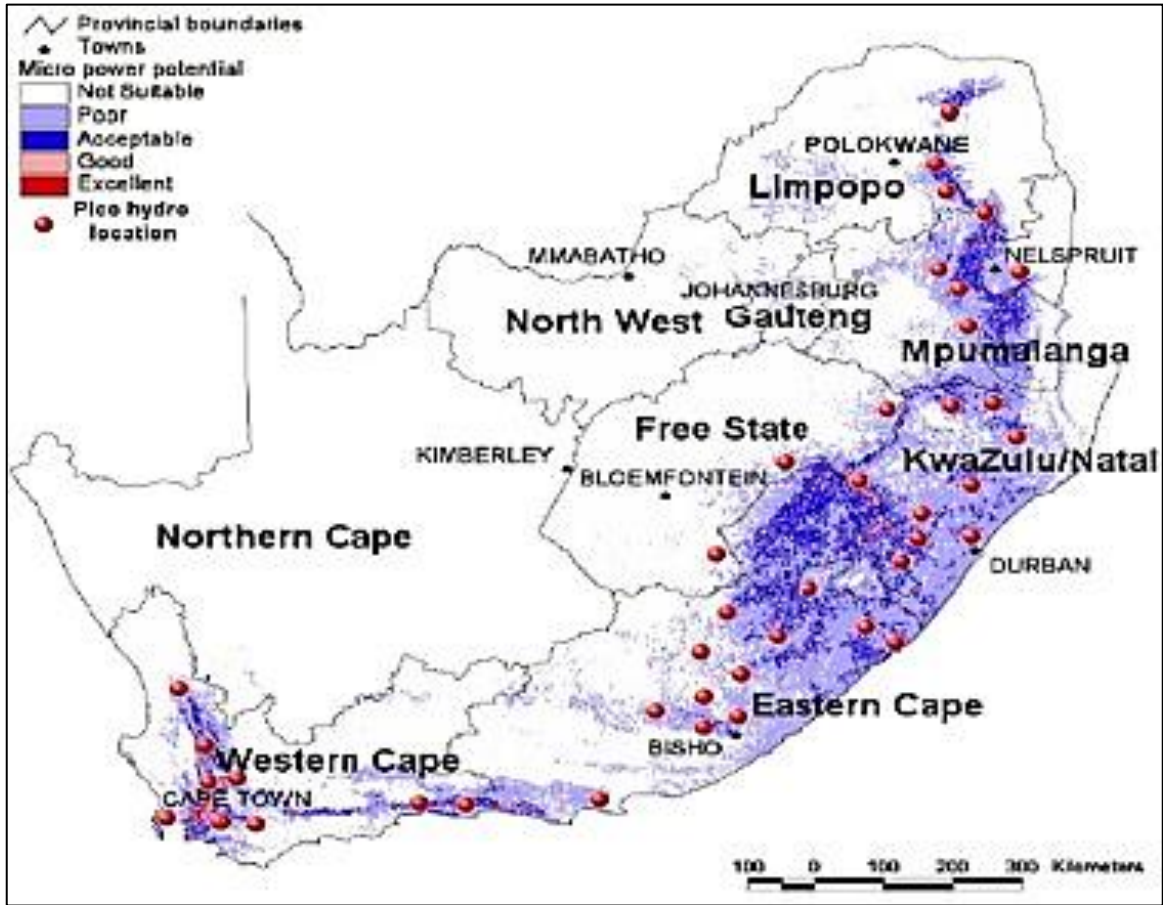 Provincial boundaries
Towns
Micro power potential
Not Suitable
Poor
Acceptable
Good
Excellent
Pico hydro
location
POLOKWANE
Limpopo
MMABATHO
NELSPRUIT
JOHANNESBURG
North West
Gauteng
Mpumalanga
Free State
KIMBERLEY
BLOEMFONTEIN
KwaZulu/Natal
Northern Cape
DURBAN
Eastern Cape
BISHO
Western Cape
CAPE TOWN
100 0 100 200 300 Kilometers